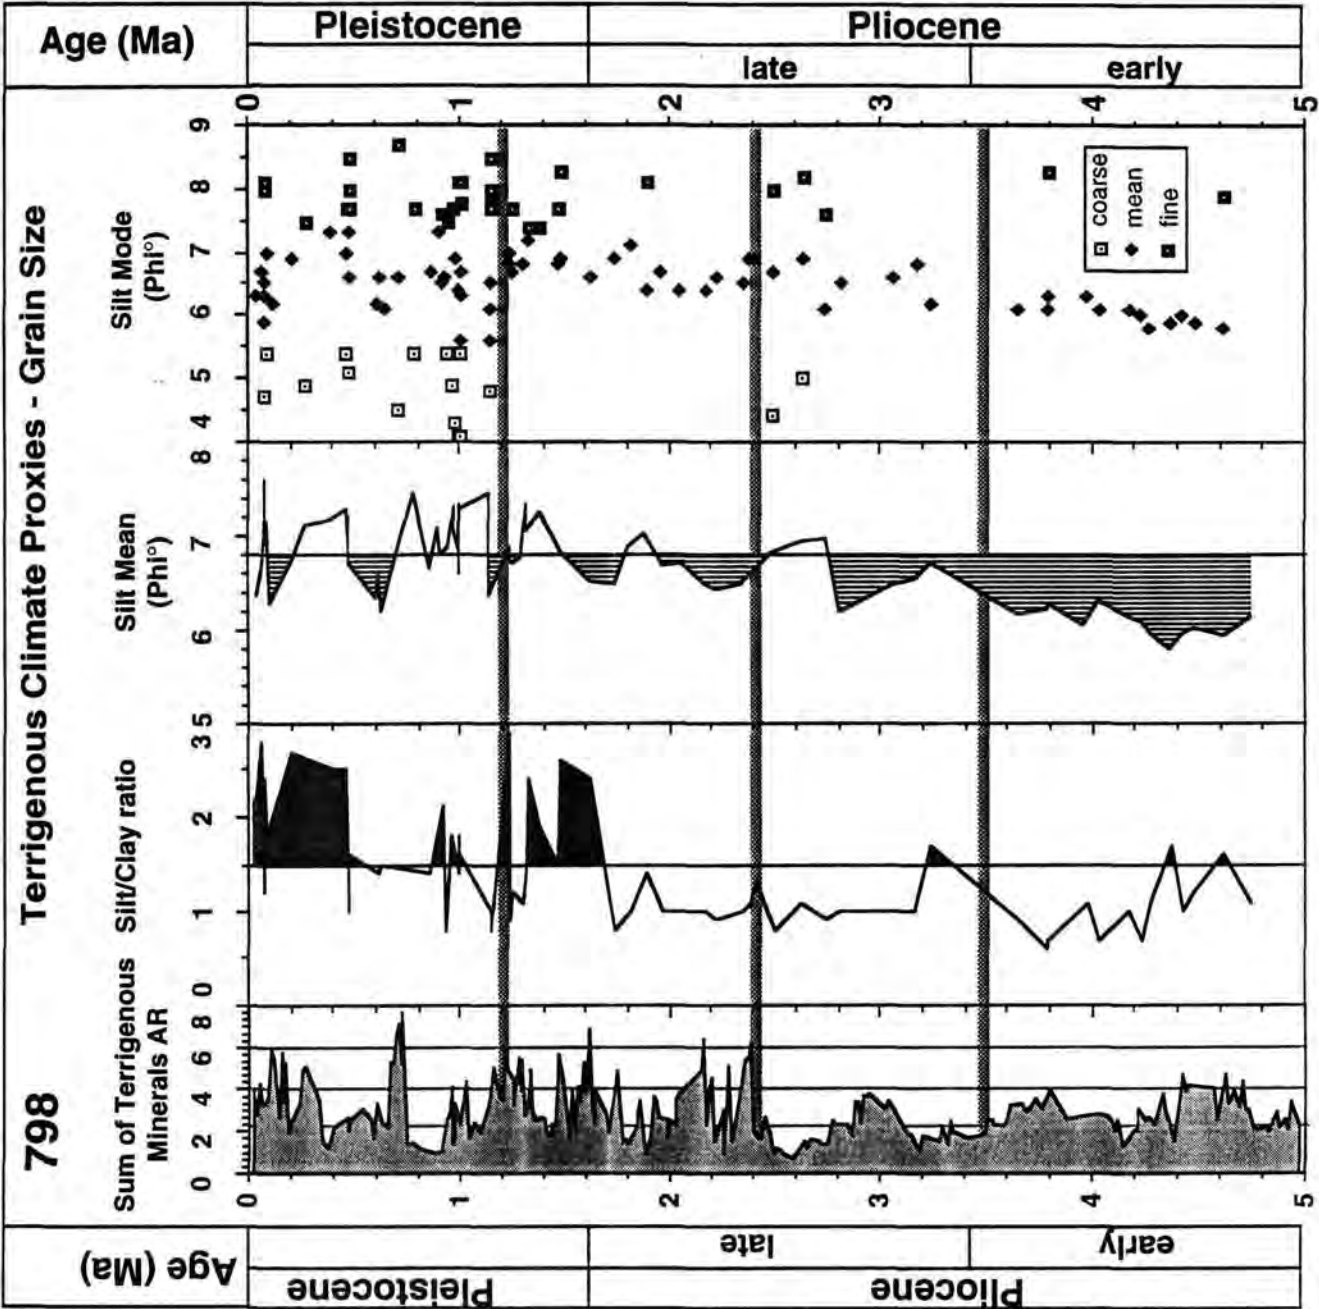 Age (Ma)
Pleistocene
Pliocene
late
early
0 1 2 3 4 5
798 Terrigenous Climate Proxies - Grain Size
Silt Mode
(Phi°)
9
8
7
6
5
4
coarse
mean
fine
Silt Mean
(Phi°)
8
7
6
5
Silt/Clay ratio
3
2
1
0
Sum of Terrigenous
Minerals AR
8
6
4
2
0
0 1 2 3 4 5
Age (Ma)
Pleistocene
Pliocene
late
early